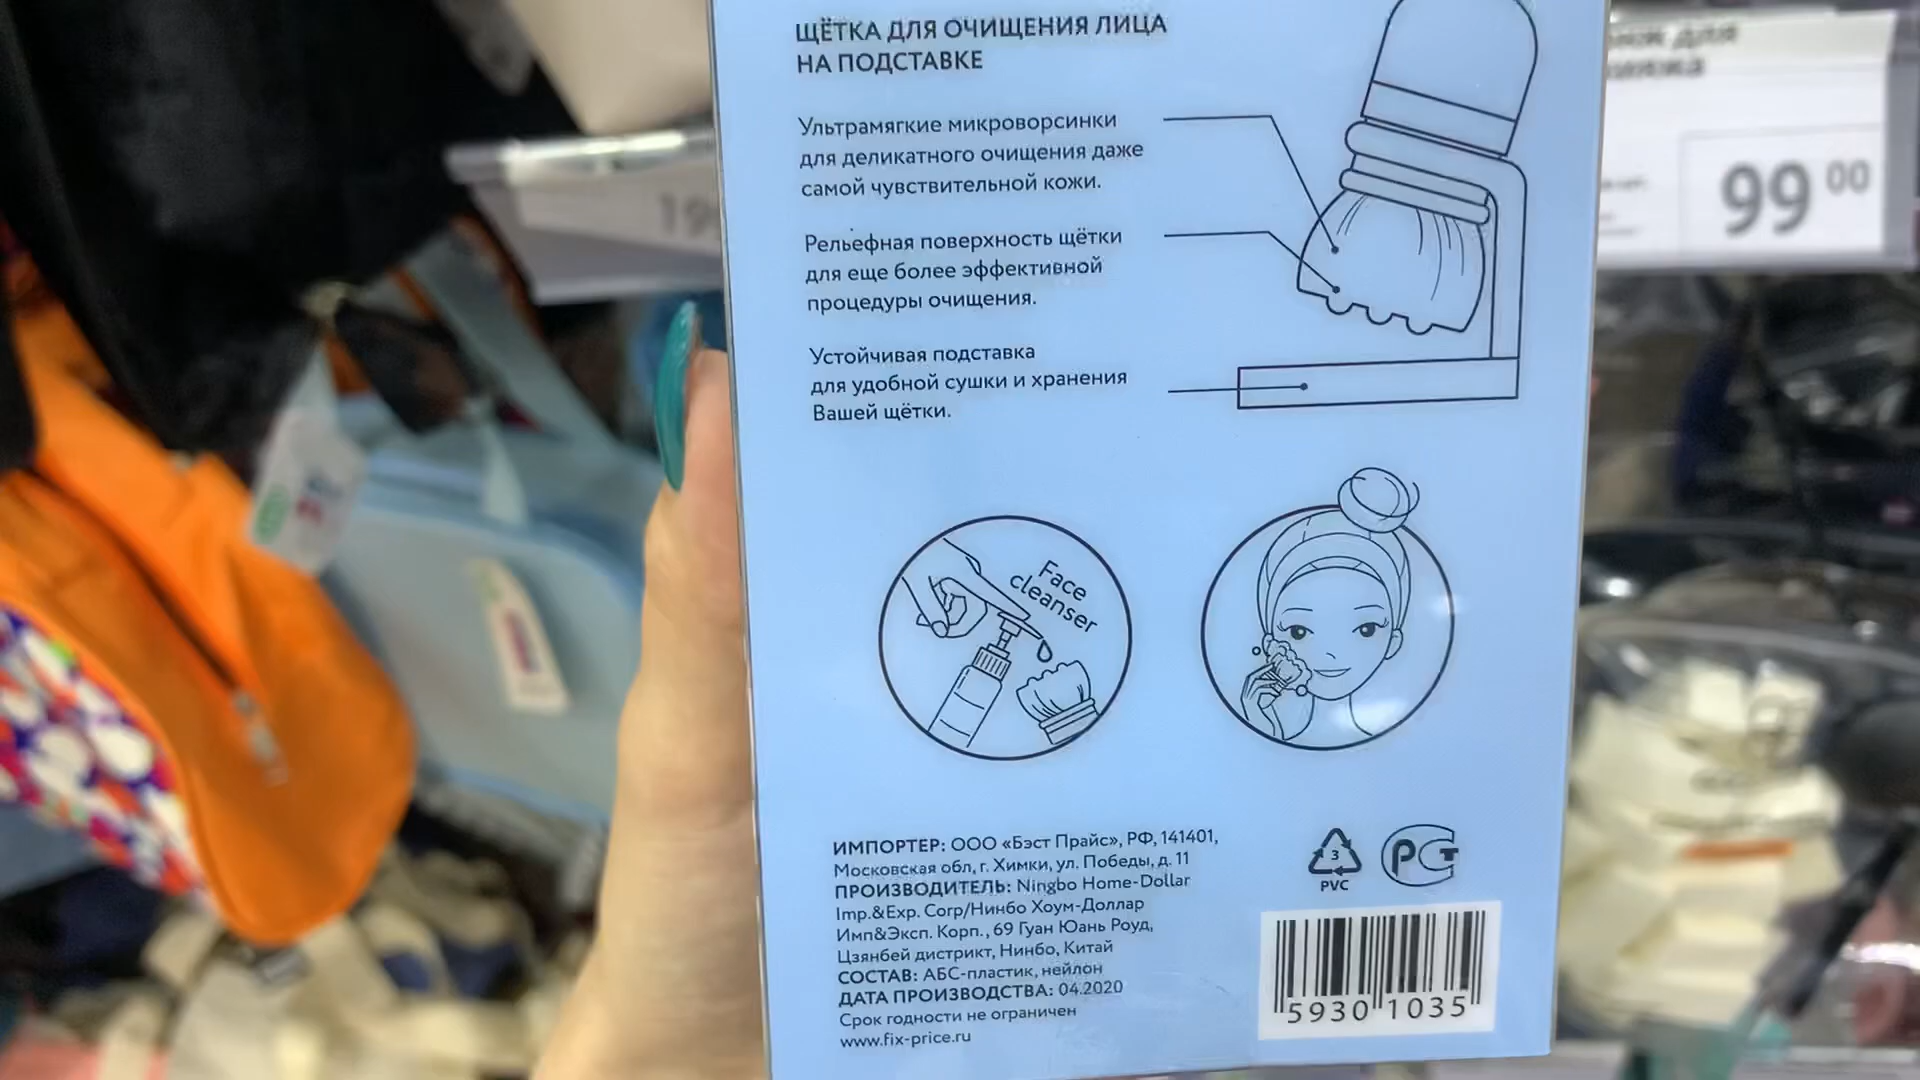 ЩЁТКА ДЛЯ ОЧИЩЕНИЯ ЛИЦА
НА ПОДСТАВКЕ
Ультрамягкие микроворсинки
для деликатного очищения даже
самой чувствительной кожи.
Рельефная поверхность щётки
для еще более эффективной
процедуры очищения.
Устойчивая подставка
для удобной сушки и хранения
Вашей щётки.
Face
cleanser
ИМПОРТЕР: ООО «Бэст Прайс», РФ, 141401,
Московская обл, г. Химки, ул. Победы, д. 11
ПРОИЗВОДИТЕЛЬ: Ningbo Home-Dollar
Imp.&Exp. Corp/Нинбо Хоум-Доллар
Имп&Эксп. Корп., 69 Гуан Юань Роуд,
Цзянбей дистрикт, Нинбо, Китай
СОСТАВ: АБС-пластик, нейлон
ДАТА ПРОИЗВОДСТВА: 04.2020
Срок годности не ограничен
www.fix-price.ru
3
PVC
РСТ
59301035
для
99 00